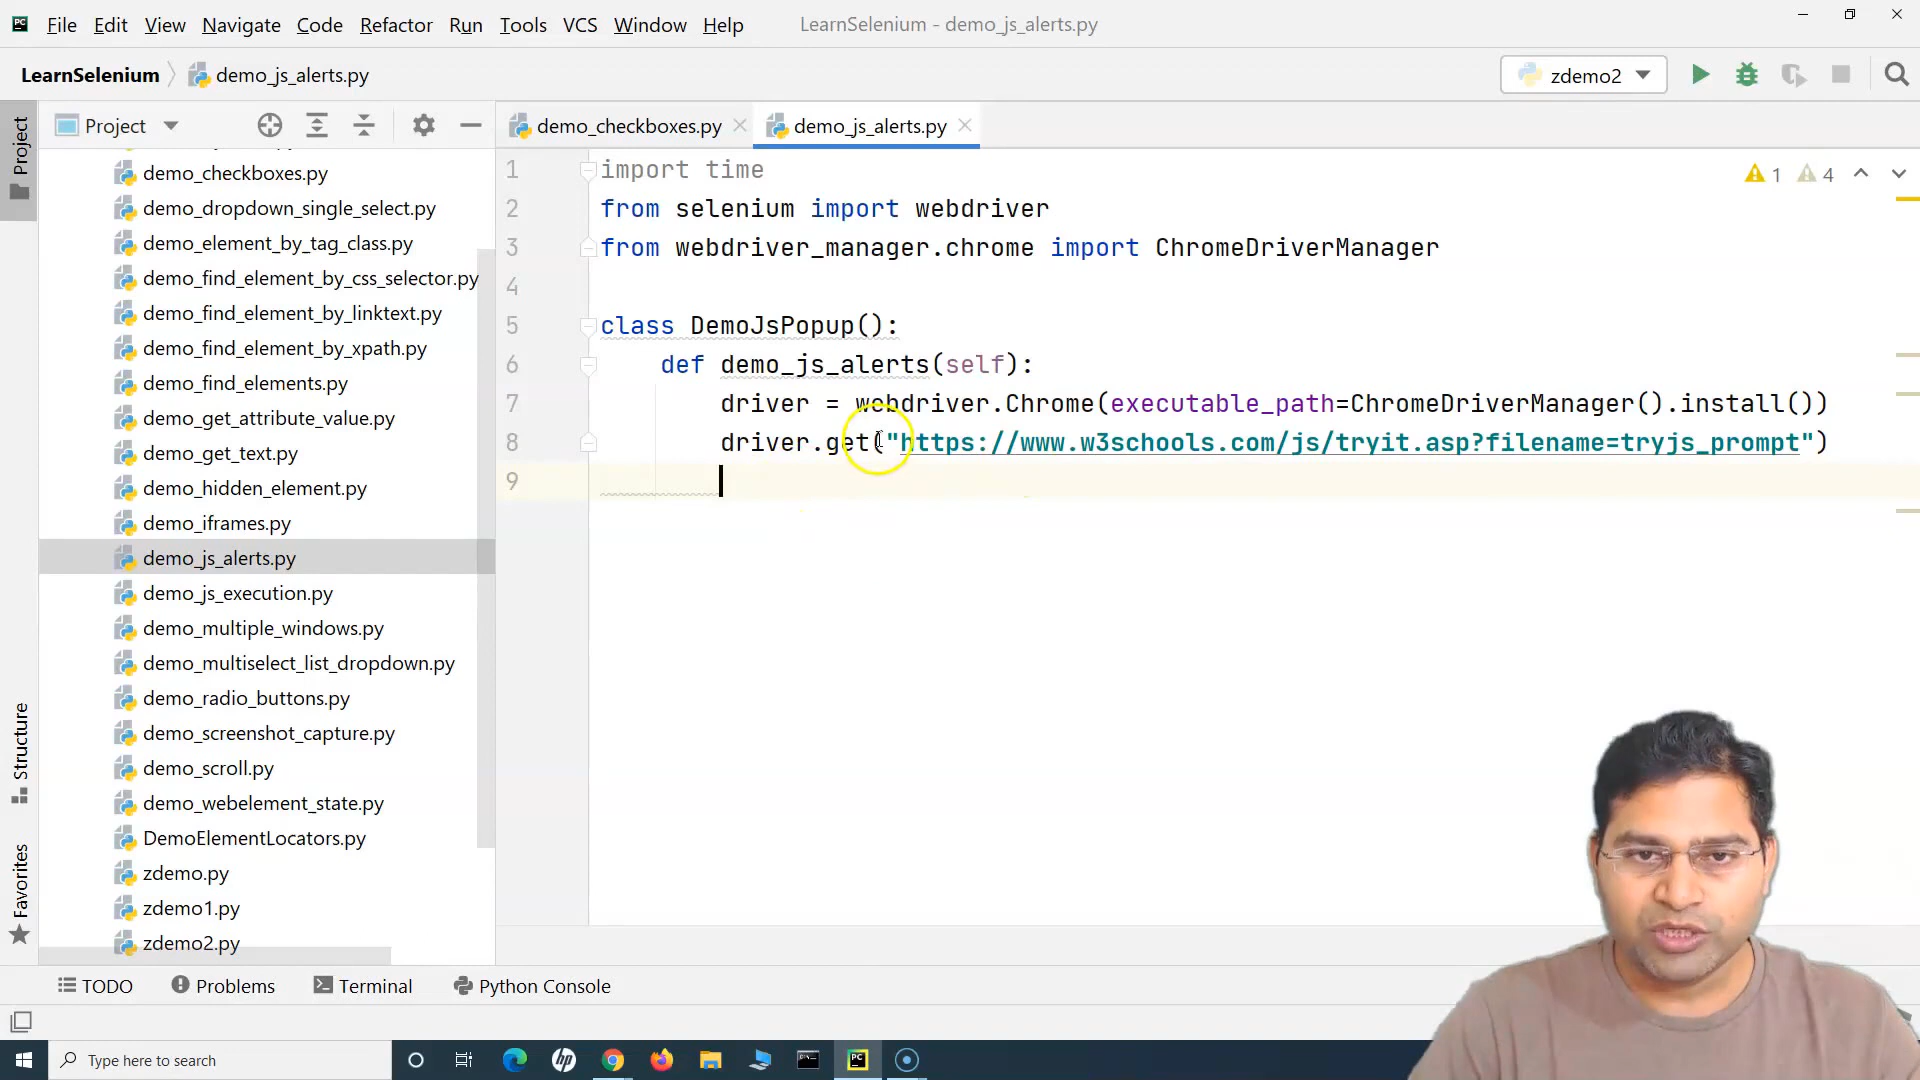 File Edit View Navigate Code Refactor Run Tools VCS Window Help LearnSelenium - demo_js_alerts.py
LearnSelenium demo_js_alerts.py zdemo2
Project
demo_checkboxes.py demo_js_alerts.py
Project
demo_checkboxes.py
demo_dropdown_single_select.py
demo_element_by_tag_class.py
demo_find_element_by_css_selector.py
demo_find_element_by_linktext.py
demo_find_element_by_xpath.py
demo_find_elements.py
demo_get_attribute_value.py
demo_get_text.py
demo_hidden_element.py
demo_iframes.py
demo_js_alerts.py
demo_js_execution.py
demo_multiple_windows.py
demo_multiselect_list_dropdown.py
demo_radio_buttons.py
demo_screenshot_capture.py
demo_scroll.py
demo_webelement_state.py
DemoElementLocators.py
zdemo.py
zdemo1.py
zdemo2.py
Structure
Favorites
1 import time
2 from selenium import webdriver
3 from webdriver_manager.chrome import ChromeDriverManager
4
5 class DemoJsPopup():
6 def demo_js_alerts(self):
7 driver = webdriver.Chrome(executable_path=ChromeDriverManager().install())
8 driver.get("https://www.w3schools.com/js/tryit.asp?filename=tryjs_prompt")
9
1 4
TODO Problems Terminal Python Console
Type here to search
hp
PC